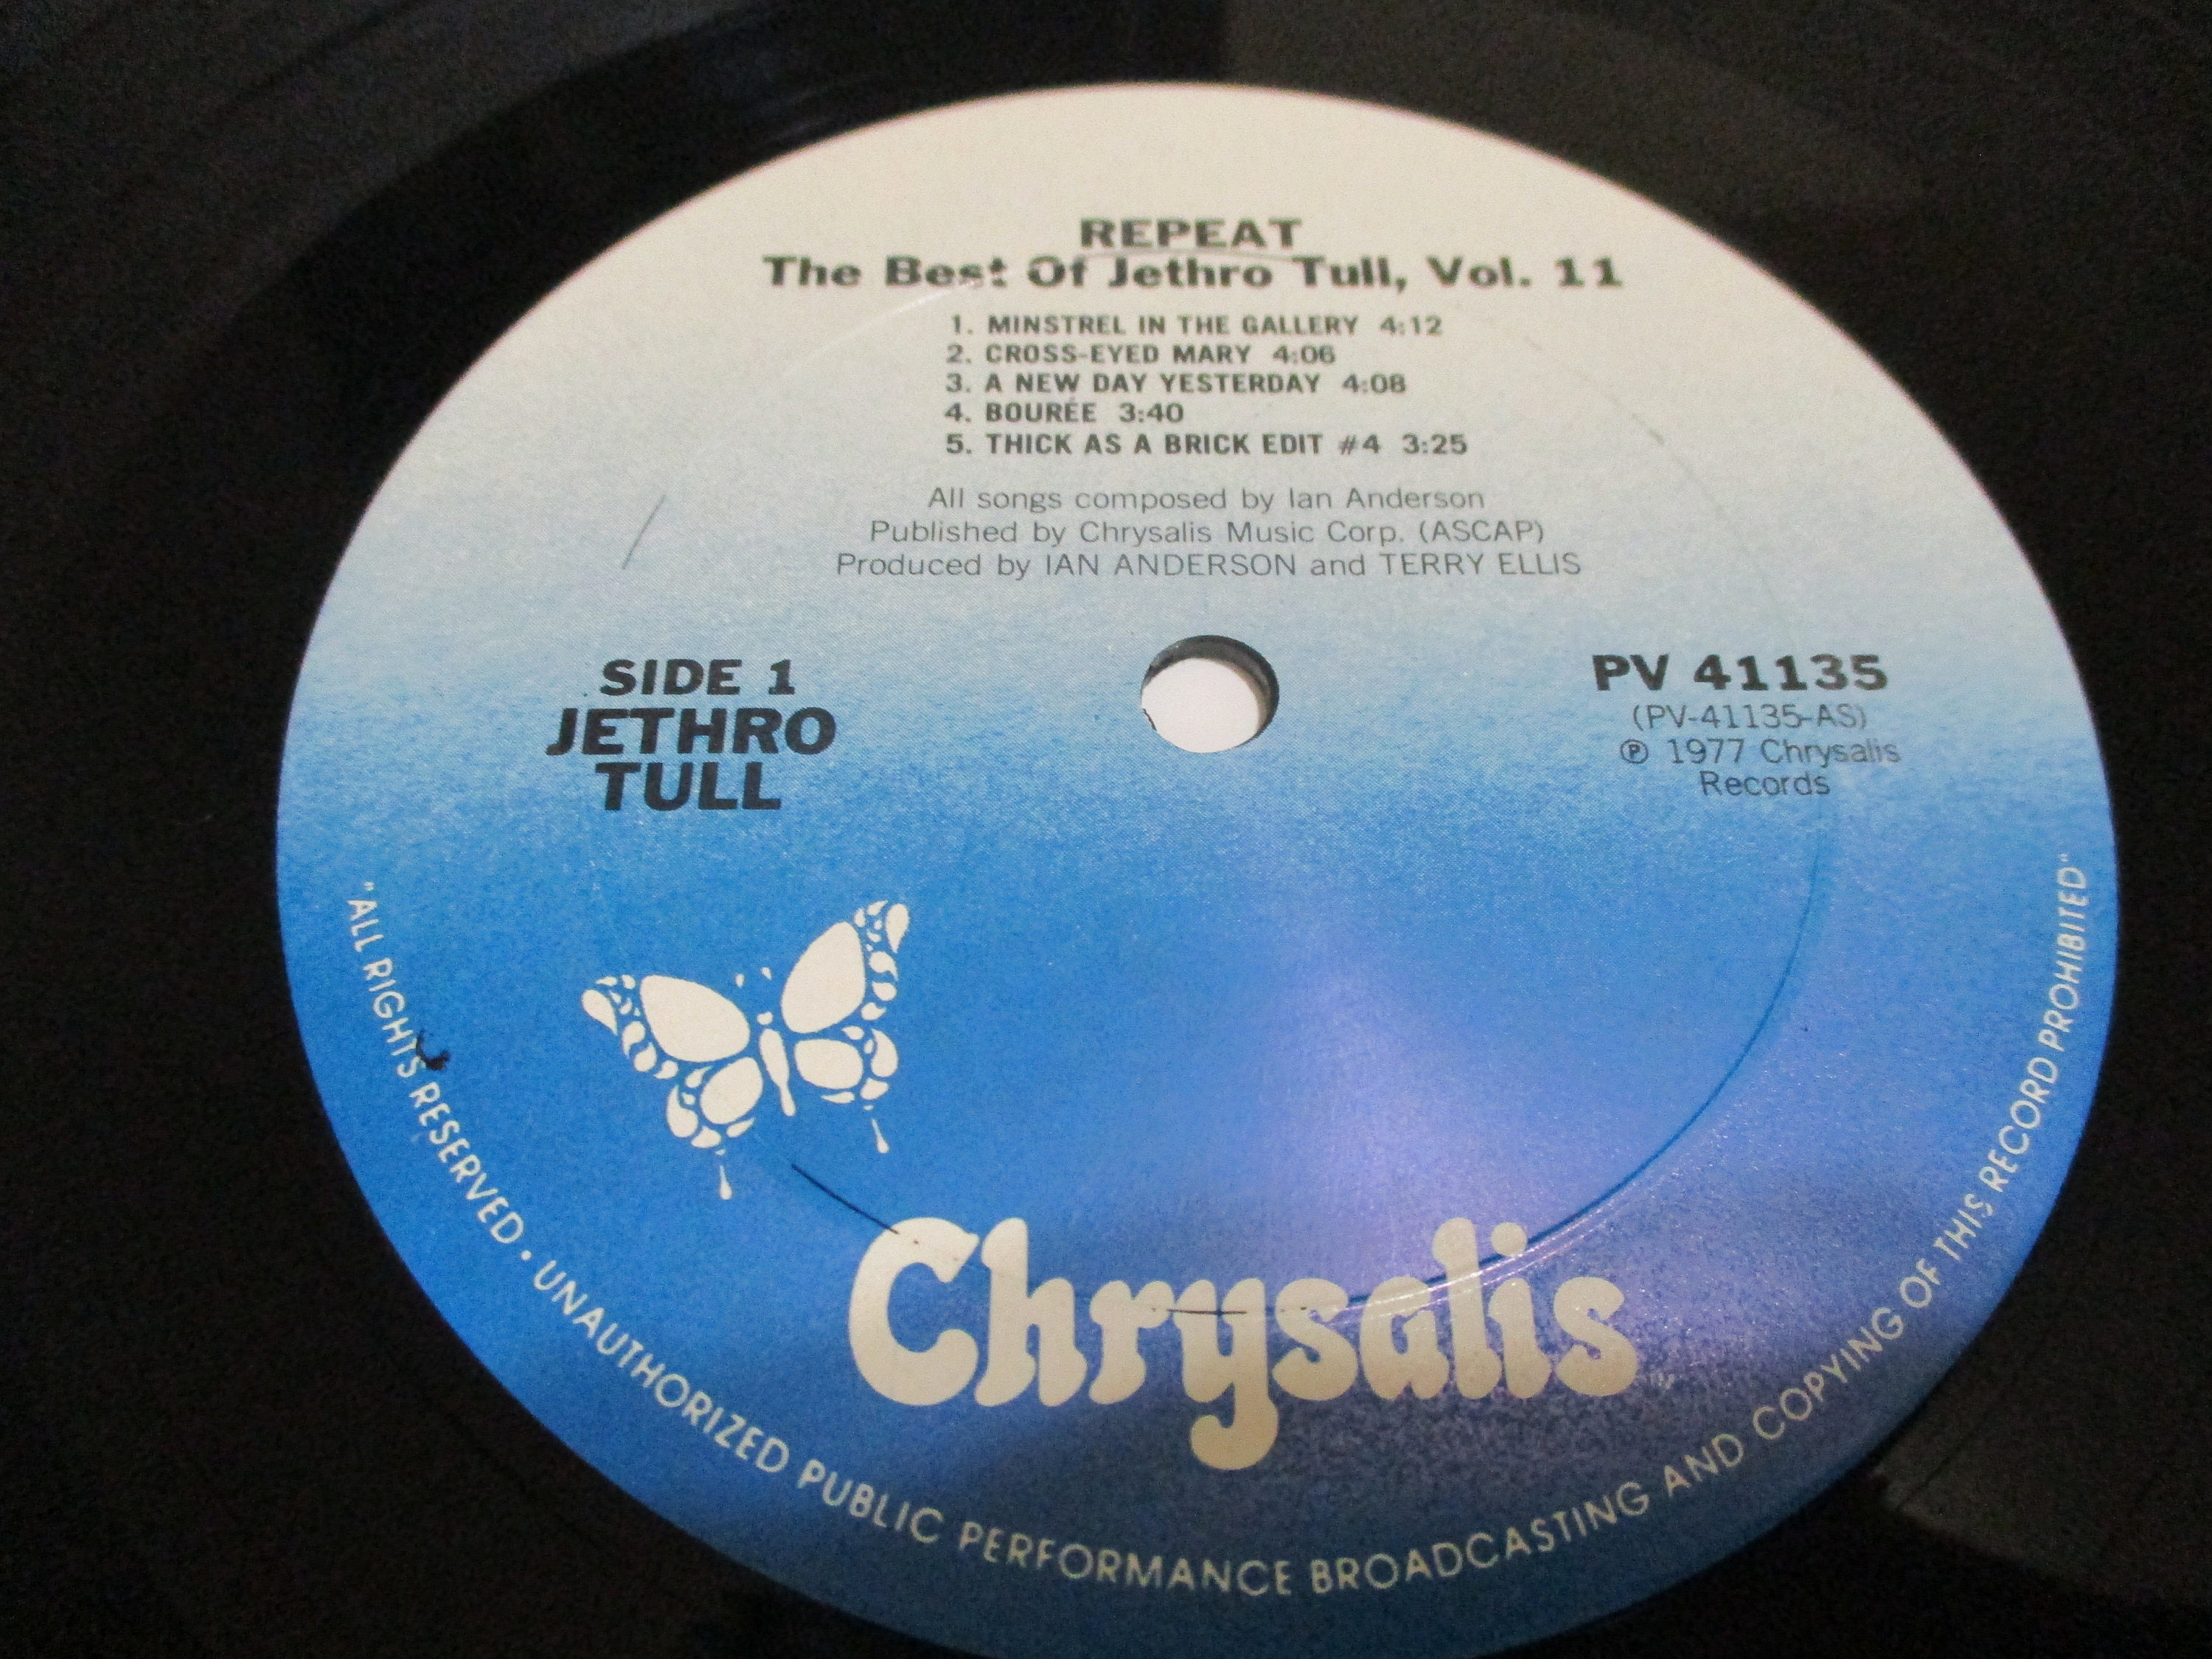 REPEAT
The Best Of Jethro Tull, Vol. 11
1. MINSTREL IN THE GALLERY 4:12
2. CROSS-EYED MARY 4:06
3. A NEW DAY YESTERDAY 4:08
4. BOURÉE 3:40
5. THICK AS A BRICK EDIT #4 3:25
All songs composed by Ian Anderson
Published by Chrysalis Music Corp. (ASCAP)
Produced by IAN ANDERSON and TERRY ELLIS
SIDE 1
JETHRO
TULL
PV 41135
(PV-41135-AS)
℗ 1977 Chrysalis
Records
Chrysalis
"ALL RIGHTS RESERVED • UNAUTHORIZED PUBLIC PERFORMANCE BROADCASTING AND COPYING OF THIS RECORD PROHIBITED"